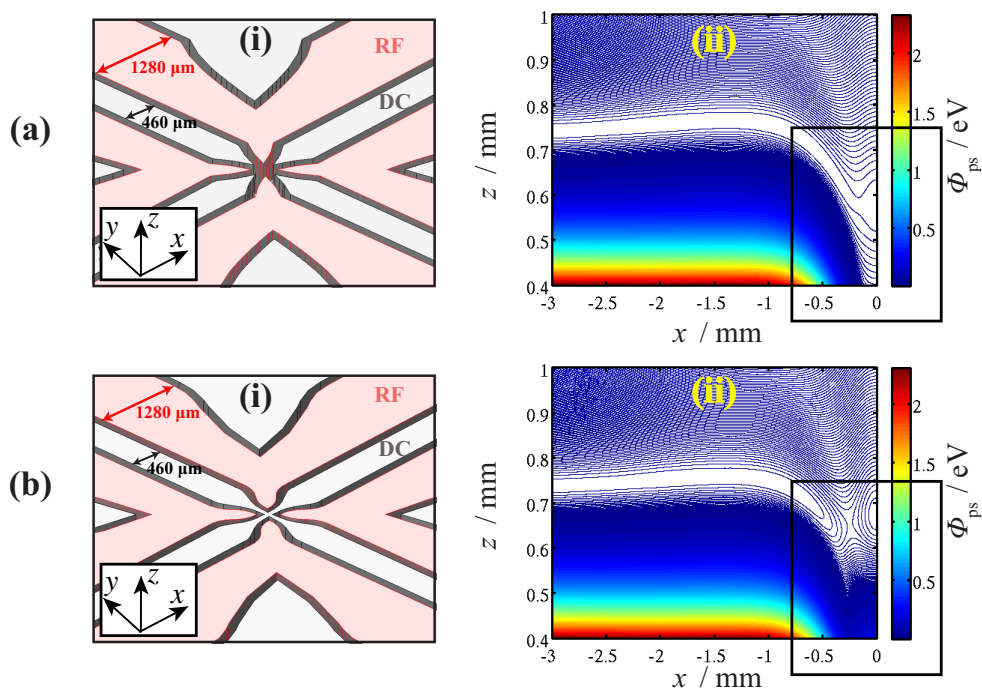 (a)
(i)
RF
1280 μm
DC
460 μm
y z x
(ii)
1
0.9
0.8
0.7
0.6
0.5
0.4
z / mm
-3 -2.5 -2 -1.5 -1 -0.5 0
x / mm
2
1.5
1
0.5
Φps / eV
(b)
(i)
RF
1280 μm
DC
460 μm
y z x
(ii)
1
0.9
0.8
0.7
0.6
0.5
0.4
z / mm
-3 -2.5 -2 -1.5 -1 -0.5 0
x / mm
2
1.5
1
0.5
Φps / eV